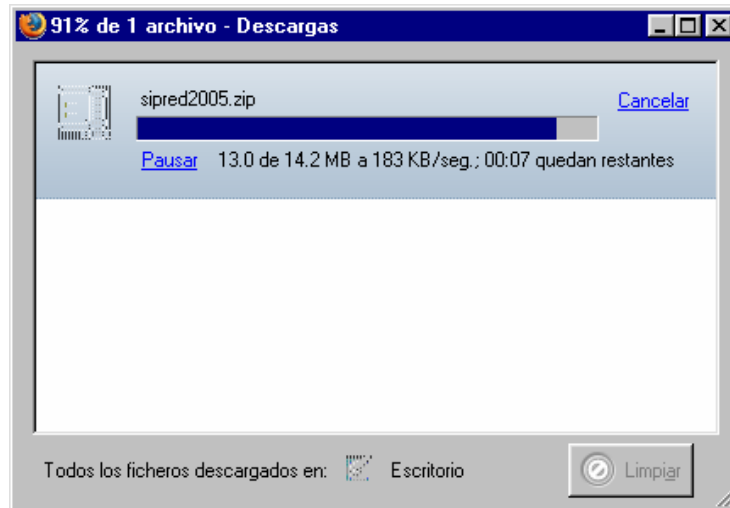 91% de 1 archivo - Descargas
sipred2005.zip
Cancelar
Pausar 13.0 de 14.2 MB a 183 KB/seg.; 00:07 quedan restantes
Todos los ficheros descargados en: Escritorio Limpiar